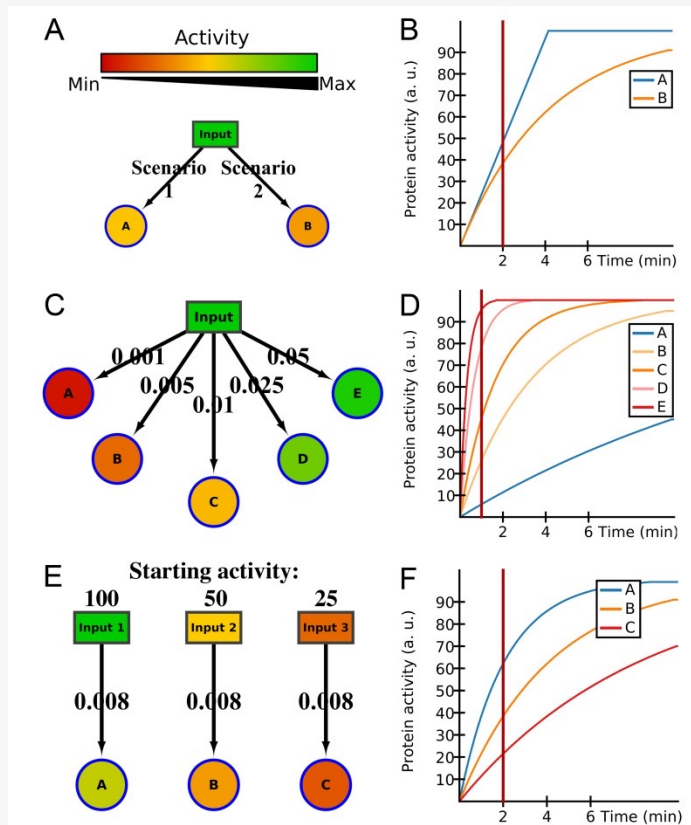 A
Activity
Min
Max
Input
Scenario
1
Scenario
2
A
B
B
Protein activity (a. u.)
90
80
70
60
50
40
30
20
10
2
4
6
Time (min)
A
B
C
Input
0.001
0.005
0.01
0.025
0.05
A
B
C
D
E
D
Protein activity (a. u.)
90
80
70
60
50
40
30
20
10
2
4
6
Time (min)
A
B
C
D
E
E
Starting activity:
100
50
25
Input 1
Input 2
Input 3
0.008
0.008
0.008
A
B
C
F
Protein activity (a. u.)
90
80
70
60
50
40
30
20
10
2
4
6
Time (min)
A
B
C